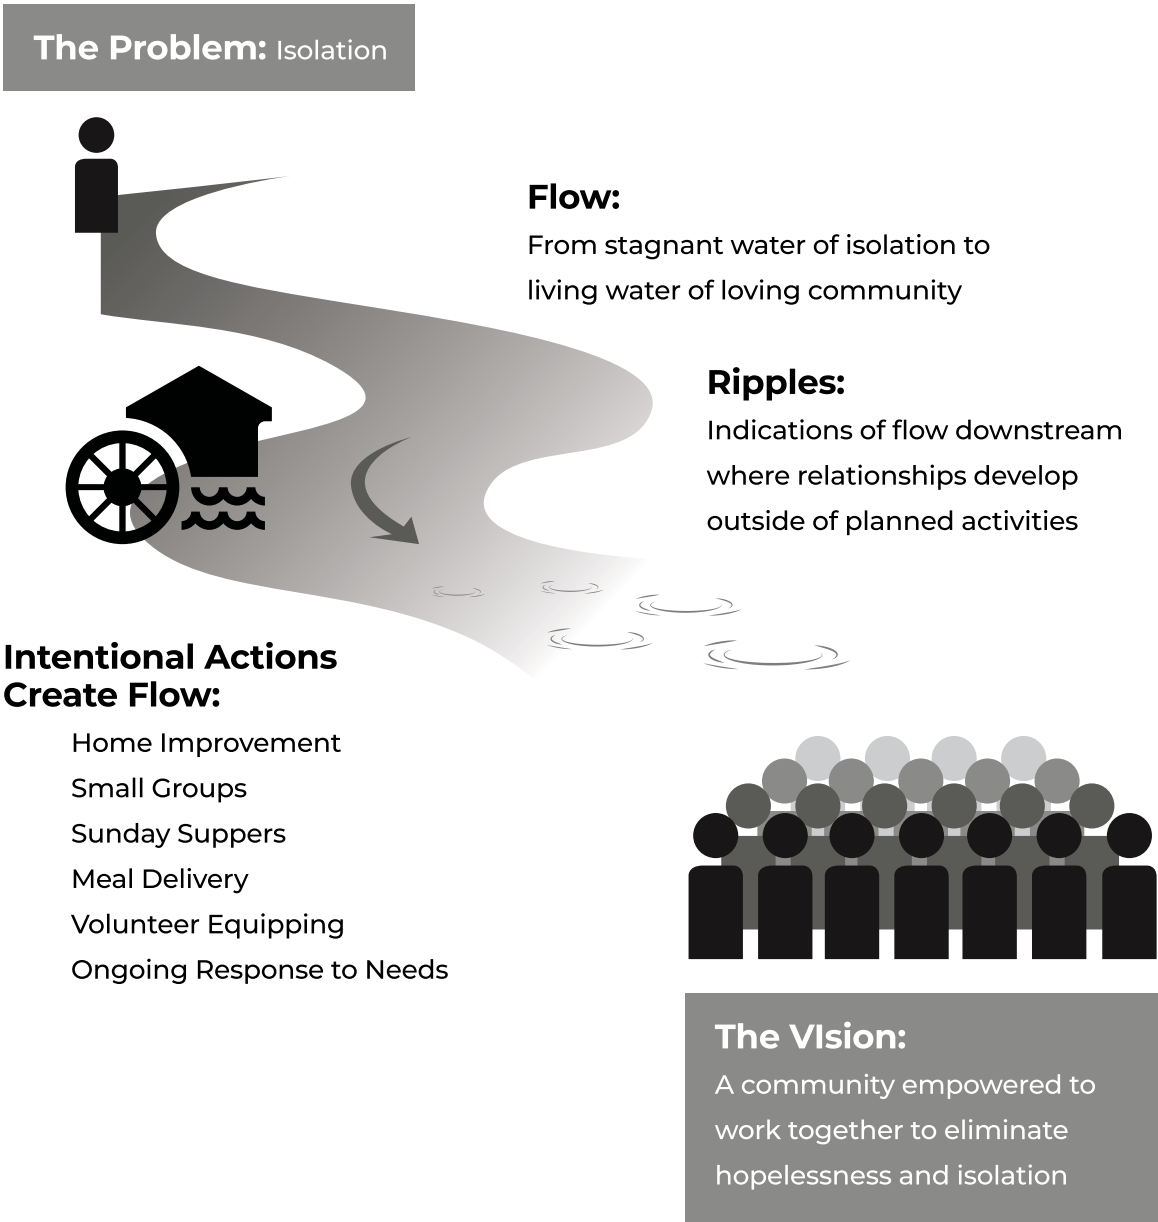 The Problem: Isolation
Flow:
From stagnant water of isolation to
living water of loving community
Ripples:
Indications of flow downstream
where relationships develop
outside of planned activities
Intentional Actions
Create Flow:
Home Improvement
Small Groups
Sunday Suppers
Meal Delivery
Volunteer Equipping
Ongoing Response to Needs
The VIsion:
A community empowered to
work together to eliminate
hopelessness and isolation